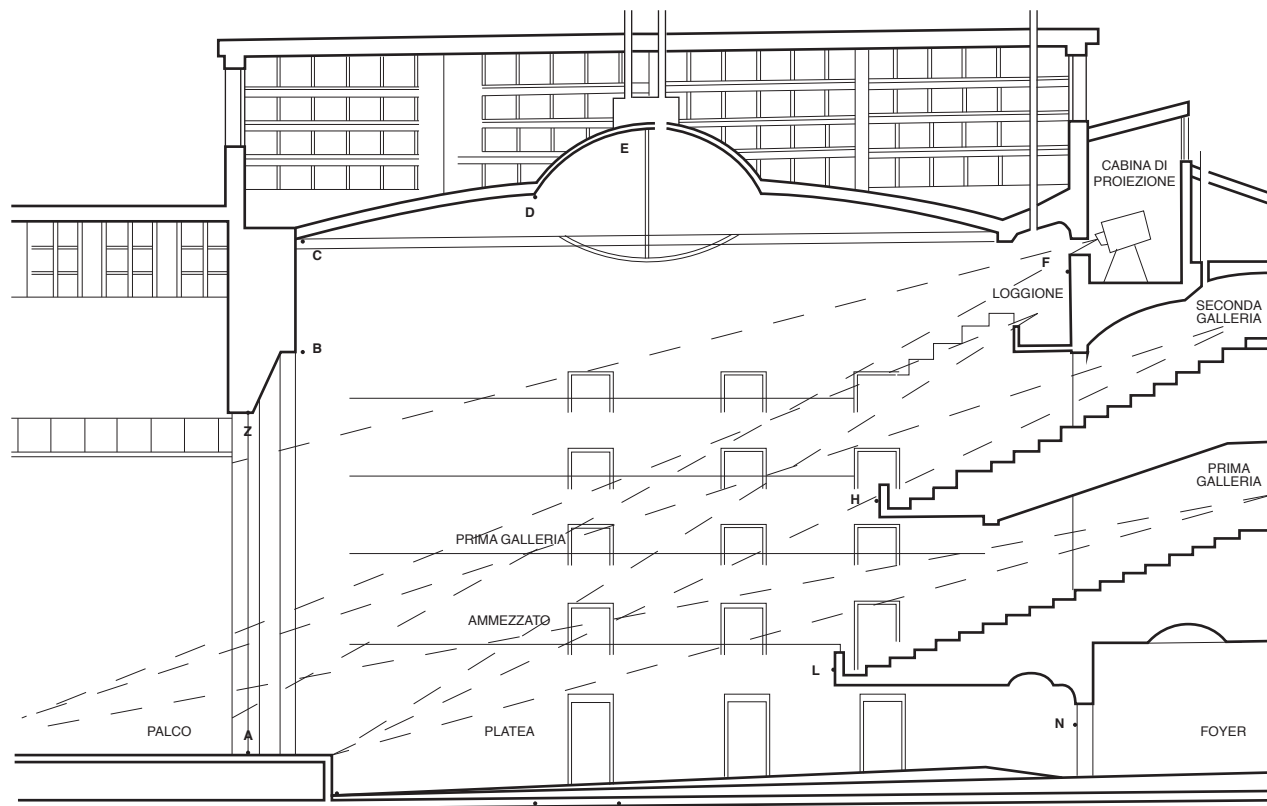 E
CABINA DI
PROIEZIONE
D
C
F
LOGGIONE
SECONDA
GALLERIA
B
Z
PRIMA
GALLERIA
H
PRIMA GALLERIA
AMMEZZATO
L
PALCO
A
PLATEA
N
FOYER